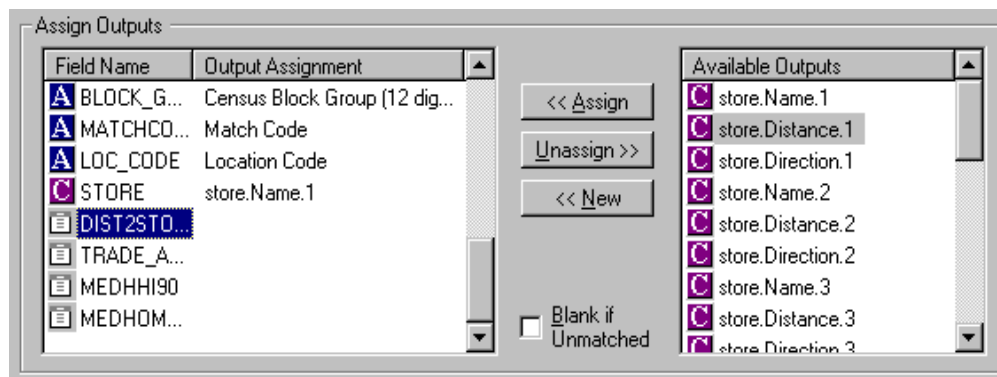 Assign Outputs
Field Name Output Assignment
A BLOCK_G... Census Block Group (12 dig...
A MATCHCO... Match Code
A LOC_CODE Location Code
C STORE store.Name.1
DIST2STO...
TRADE_A...
MEDHHI90
MEDHOM...
<< Assign
Unassign >>
<< New
Blank if
Unmatched
Available Outputs
C store.Name.1
C store.Distance.1
C store.Direction.1
C store.Name.2
C store.Distance.2
C store.Direction.2
C store.Name.3
C store.Distance.3
C store.Direction.3